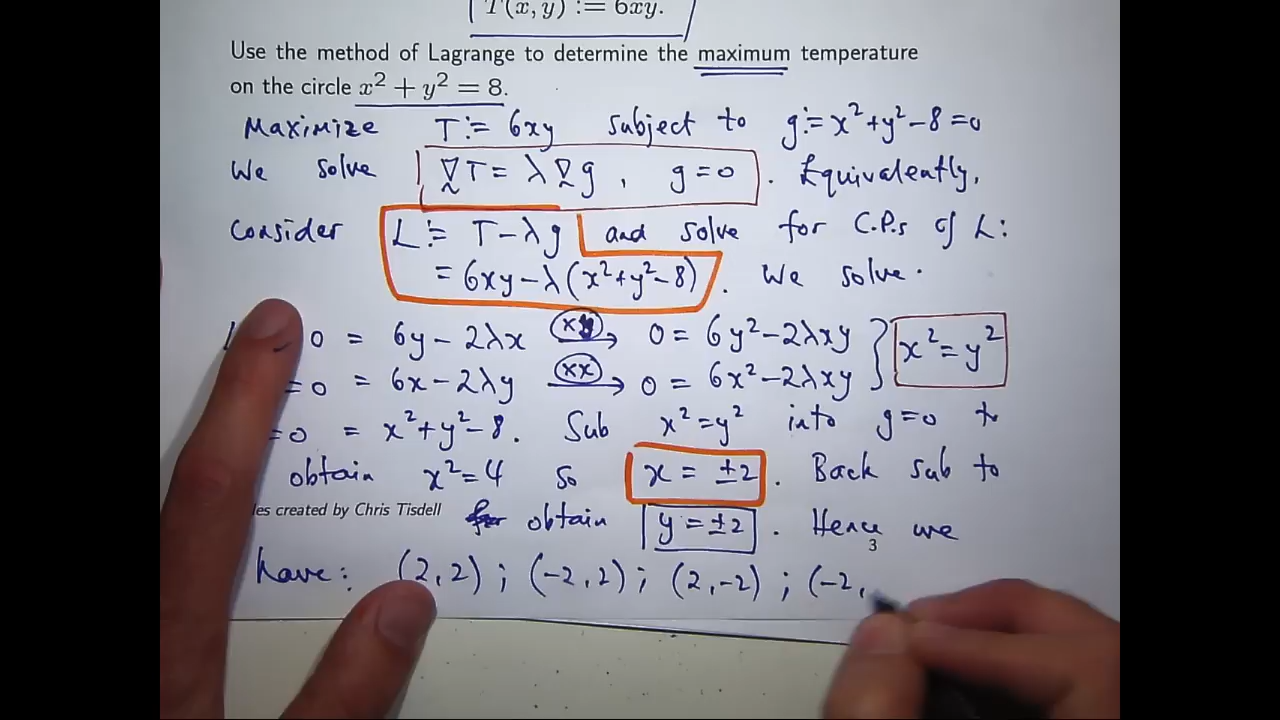 T(x, y) := 6xy.
Use the method of Lagrange to determine the maximum temperature
on the circle x² + y² = 8.
Maximize T := 6xy subject to g := x² + y² - 8 = 0
We solve ∇T = λ∇g , g = 0 . Equivalently,
consider L := T - λg and solve for C.P.s of L:
= 6xy - λ(x² + y² - 8) . We solve.
0 = 6y - 2λx (xy) → 0 = 6y² - 2λxy } x² = y²
= 0 = 6x - 2λy (xx) → 0 = 6x² - 2λxy
= 0 = x² + y² - 8. Sub x² = y² into g = 0 to
obtain x² = 4 so x = ±2 . Back sub to
les created by Chris Tisdell obtain y = ±2 . Hence we
3
have: (2, 2) ; (-2, 2) ; (2, -2) ; (-2,